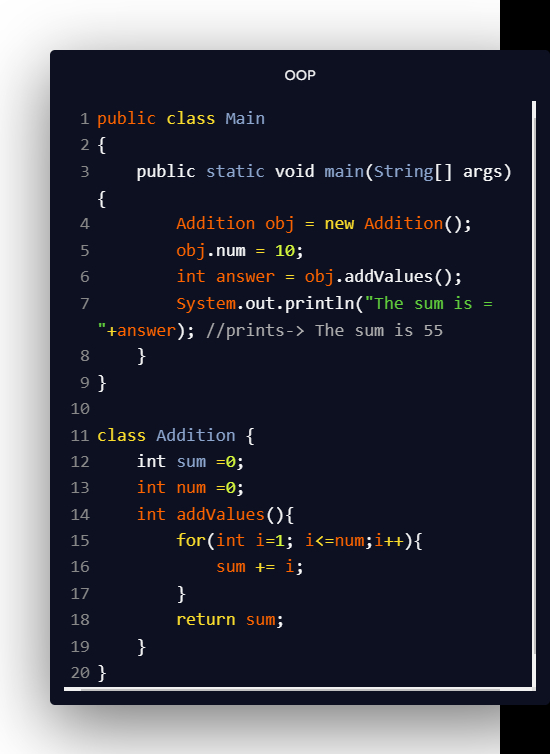 OOP
1 public class Main
2 {
3     public static void main(String[] args)
{
4         Addition obj = new Addition();
5         obj.num = 10;
6         int answer = obj.addValues();
7         System.out.println("The sum is =
"+answer); //prints-> The sum is 55
8     }
9 }
10
11 class Addition {
12     int sum =0;
13     int num =0;
14     int addValues(){
15         for(int i=1; i<=num;i++){
16             sum += i;
17         }
18         return sum;
19     }
20 }